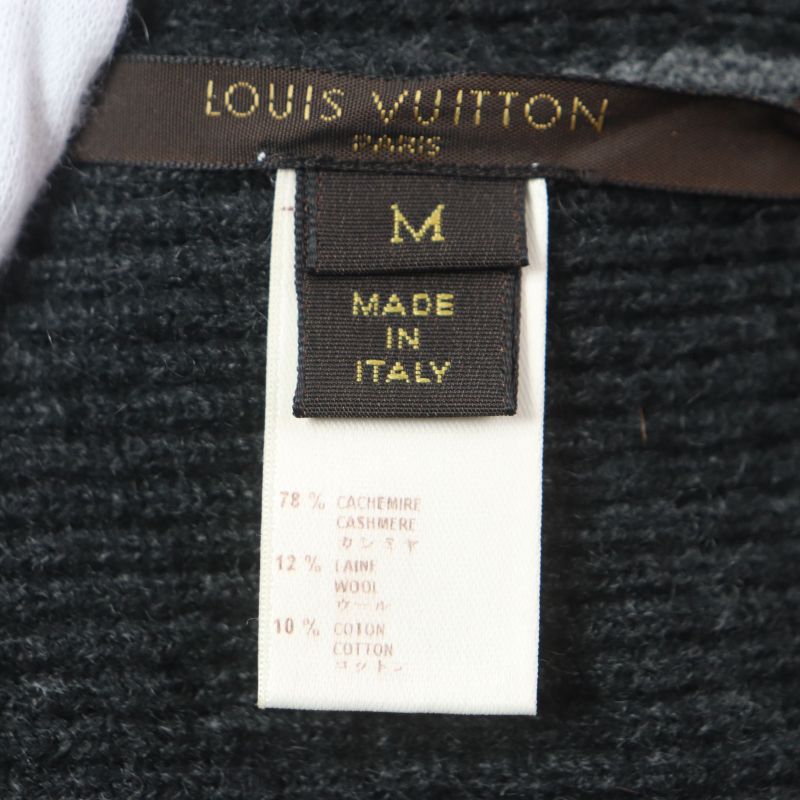 LOUIS VUITTON
PARIS
M
MADE
IN
ITALY
78 % CACHEMIRE
CASHMERE
カシミヤ
12 % LAINE
WOOL
ウール
10 % COTON
COTTON
コットン